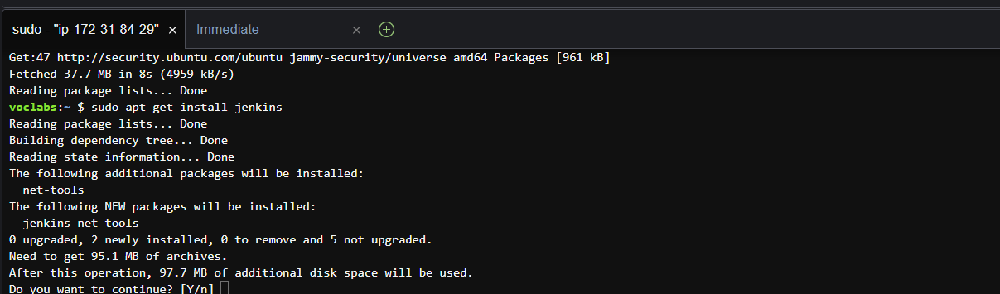 sudo - "ip-172-31-84-29" × Immediate ×
Get:47 http://security.ubuntu.com/ubuntu jammy-security/universe amd64 Packages [961 kB]
Fetched 37.7 MB in 8s (4959 kB/s)
Reading package lists... Done
voclabs:~ $ sudo apt-get install jenkins
Reading package lists... Done
Building dependency tree... Done
Reading state information... Done
The following additional packages will be installed:
  net-tools
The following NEW packages will be installed:
  jenkins net-tools
0 upgraded, 2 newly installed, 0 to remove and 5 not upgraded.
Need to get 95.1 MB of archives.
After this operation, 97.7 MB of additional disk space will be used.
Do you want to continue? [Y/n]